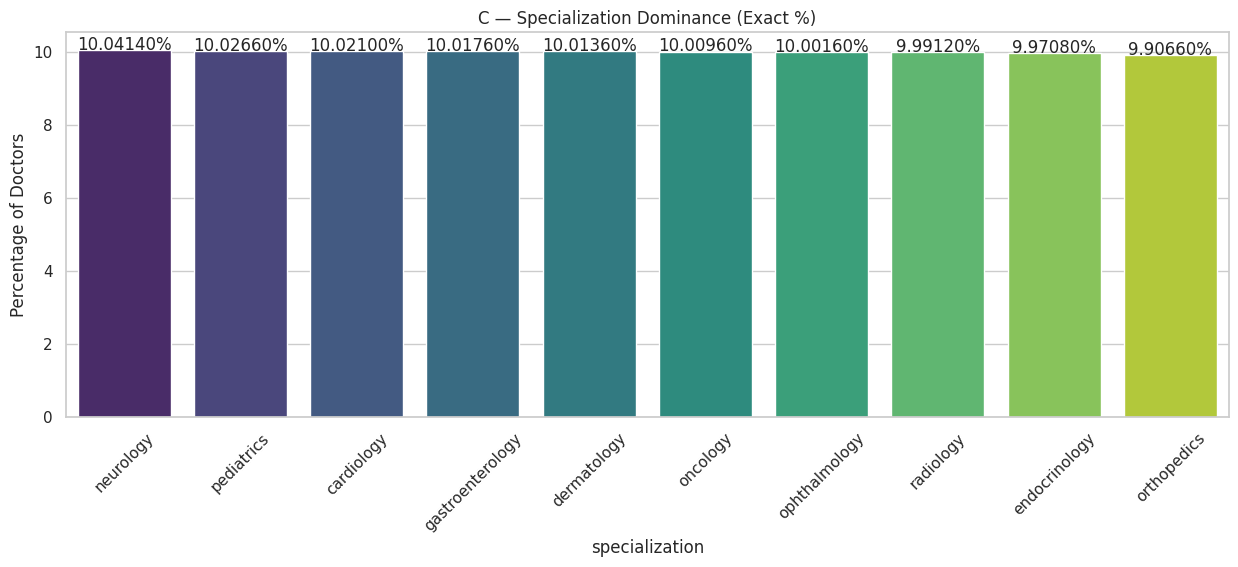 C — Specialization Dominance (Exact %)
10.04140% 10.02660% 10.02100% 10.01760% 10.01360% 10.00960% 10.00160% 9.99120% 9.97080% 9.90660%
Percentage of Doctors
10
8
6
4
2
0
neurology pediatrics cardiology gastroenterology dermatology oncology ophthalmology radiology endocrinology orthopedics
specialization